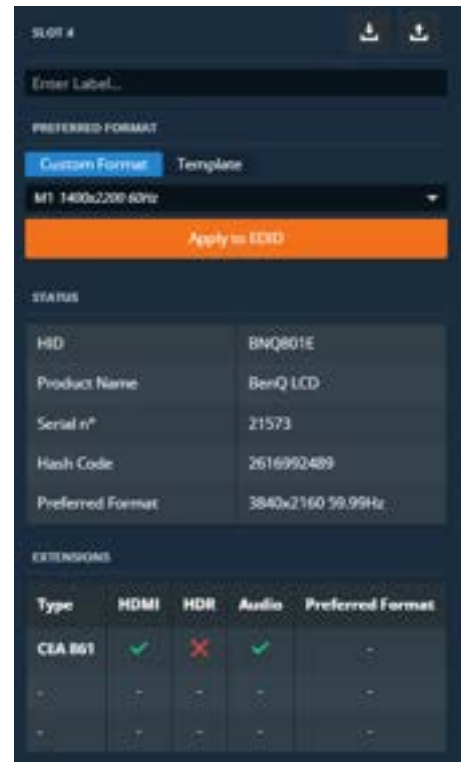 SLOT 4
Enter Label...
PREFERRED FORMAT
Custom Format Template
M1 1400x2200 60Hz
Apply to EDID
STATUS
HID BNQ801E
Product Name BenQ LCD
Serial n° 21573
Hash Code 2616992489
Preferred Format 3840x2160 59.99Hz
EXTENSIONS
Type HDMI HDR Audio Preferred Format
CEA 861 -
- - - - -
- - - - -